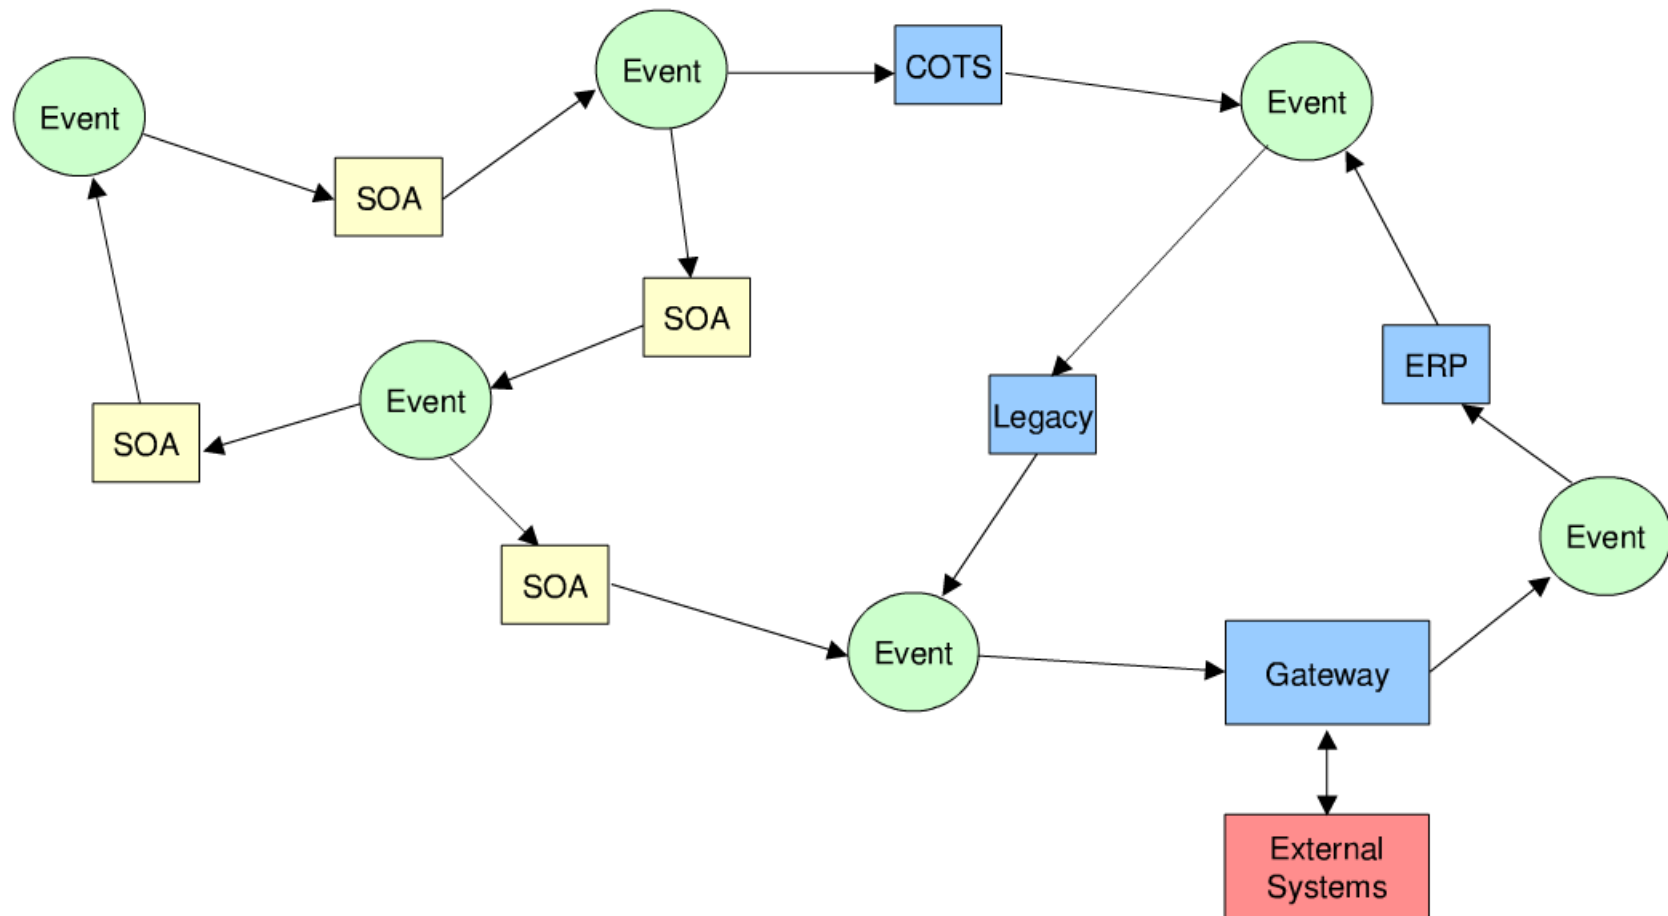 Event
COTS
Event
Event
SOA
SOA
ERP
Event
Legacy
SOA
Event
SOA
Event
Gateway
External
Systems